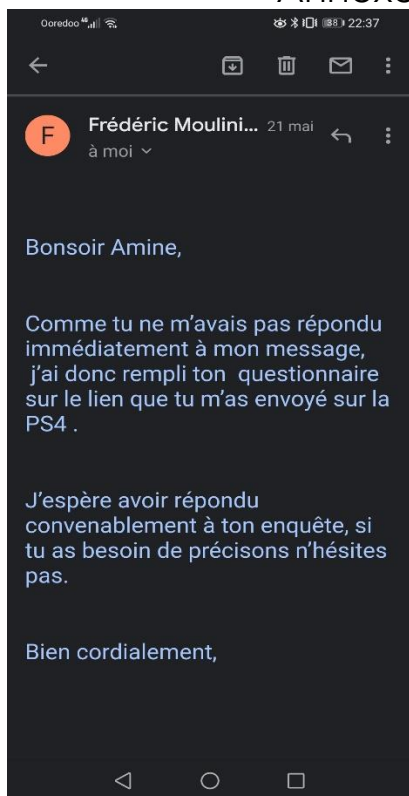 Ooredoo 4G 88 22:37
F Frédéric Moulini... 21 mai
à moi
Bonsoir Amine,
Comme tu ne m'avais pas répondu
immédiatement à mon message,
j'ai donc rempli ton questionnaire
sur le lien que tu m'as envoyé sur la
PS4 .
J'espère avoir répondu
convenablement à ton enquête, si
tu as besoin de précisons n'hésites
pas.
Bien cordialement,